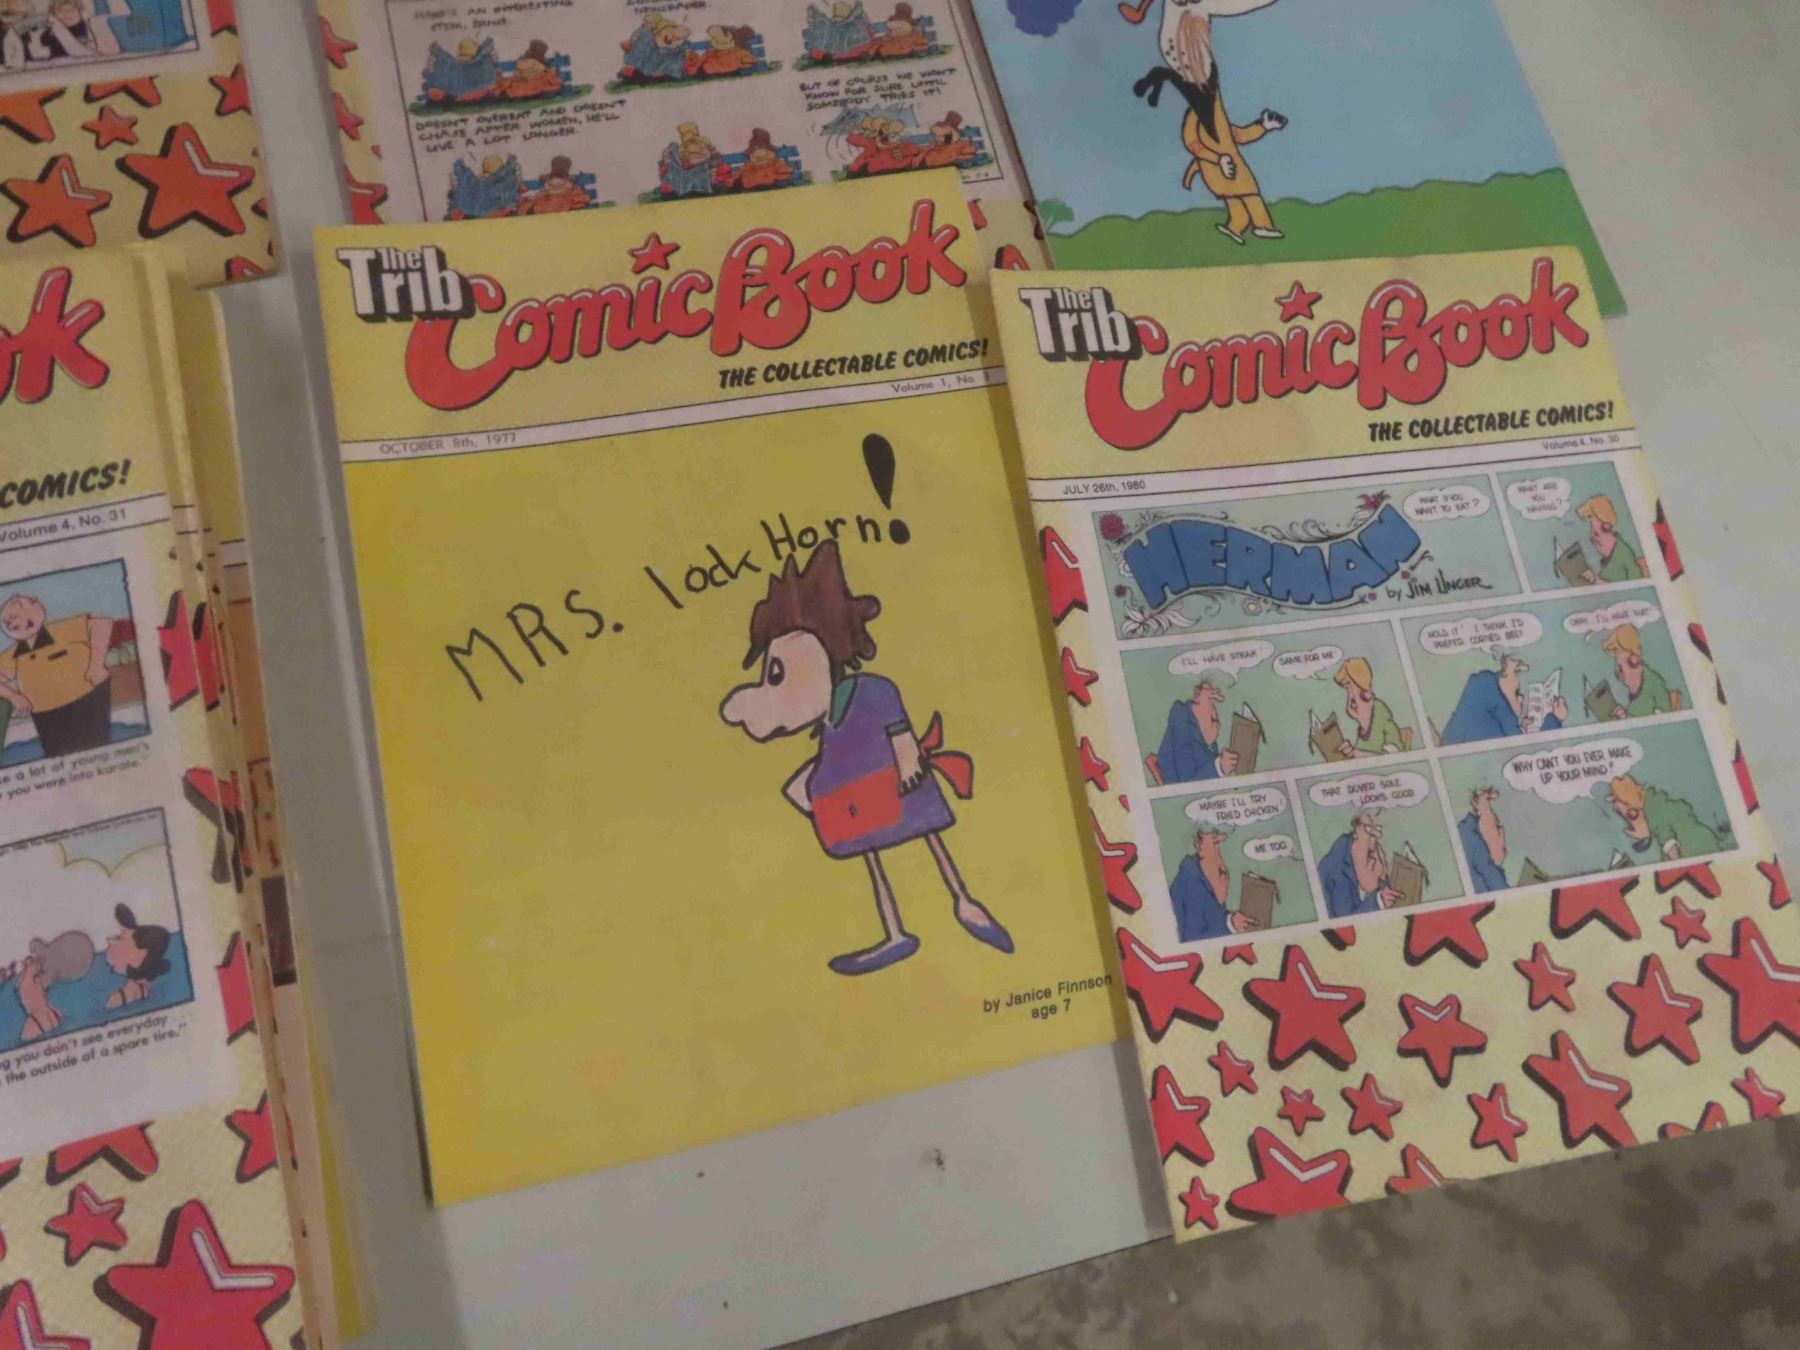 HERE'S AN INTERESTING
ITEM,
NEWSPAPER.
DOESN'T OVEREAT AND DOESN'T
CHASE AFTER WOMEN, HE'LL
LIVE A LOT LONGER.
BUT OF COURSE WE WON'T
KNOW FOR SURE UNTIL
SOMEBODY TRIES IT!
ok
COMICS!
Volume 4, No. 31
e a lot of young men's
you were into karate."
g you don't see everyday
the outside of a spare tire."
The
Trib
Comic Book
THE COLLECTABLE COMICS!
Volume 1, No. 3
OCTOBER 8th, 1977
MRS. lockHorn!
by Janice Finnson
age 7
The
Trib
Comic Book
THE COLLECTABLE COMICS!
Volume 4, No. 30
JULY 26th, 1980
HERMAN
by JIM UNGER
WHAT D'YOU
WANT TO EAT?
WHAT ARE
YOU
HAVING?
I'LL HAVE STEAK!
SAME FOR ME!
HOLD IT! I THINK I'D
PREFER CORNED BEEF
OKAY. I'LL HAVE THAT!
MAYBE I'LL TRY
FRIED CHICKEN!
ME TOO.
THAT DOVER SOLE
LOOKS GOOD
WHY CAN'T YOU EVER MAKE
UP YOUR MIND?